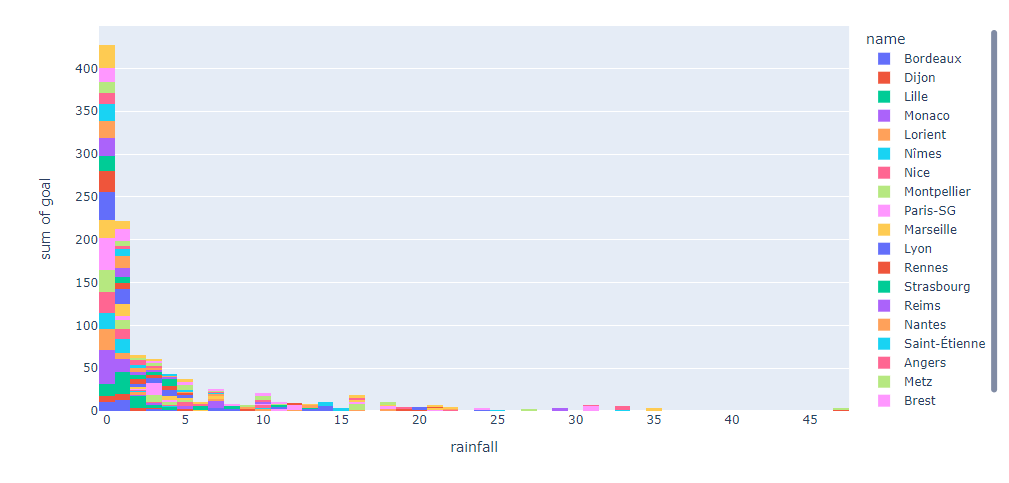 name
Bordeaux
Dijon
Lille
Monaco
Lorient
Nîmes
Nice
Montpellier
Paris-SG
Marseille
Lyon
Rennes
Strasbourg
Reims
Nantes
Saint-Étienne
Angers
Metz
Brest
sum of goal
400
350
300
250
200
150
100
50
0
0 5 10 15 20 25 30 35 40 45
rainfall